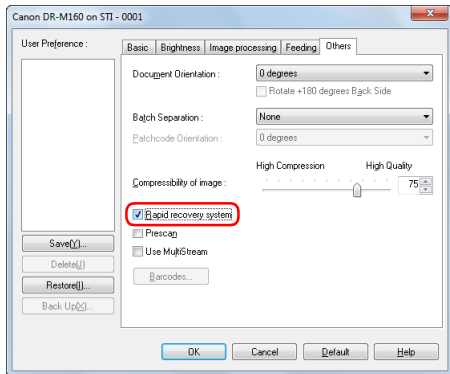 Canon DR-M160 on STI - 0001
User Preference :
Basic Brightness Image processing Feeding Others
Document Orientation : 0 degrees
Rotate +180 degrees Back Side
Batch Separation : None
Patchcode Orientation : 0 degrees
High Compression High Quality
Compressibility of image : 75
Rapid recovery system
Prescan
Use MultiStream
Barcodes...
Save(Y)...
Delete(J)
Restore(I)...
Back Up(X)...
OK Cancel Default Help